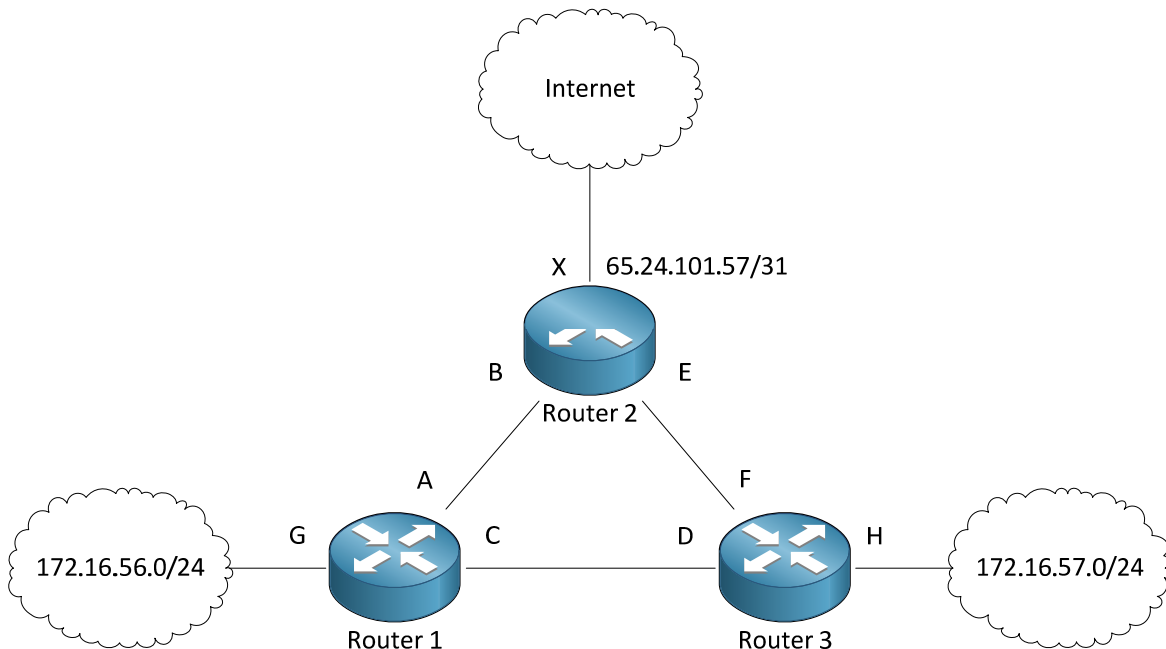 Internet
X
65.24.101.57/31
B
E
Router 2
A
F
G
C
D
H
172.16.56.0/24
172.16.57.0/24
Router 1
Router 3